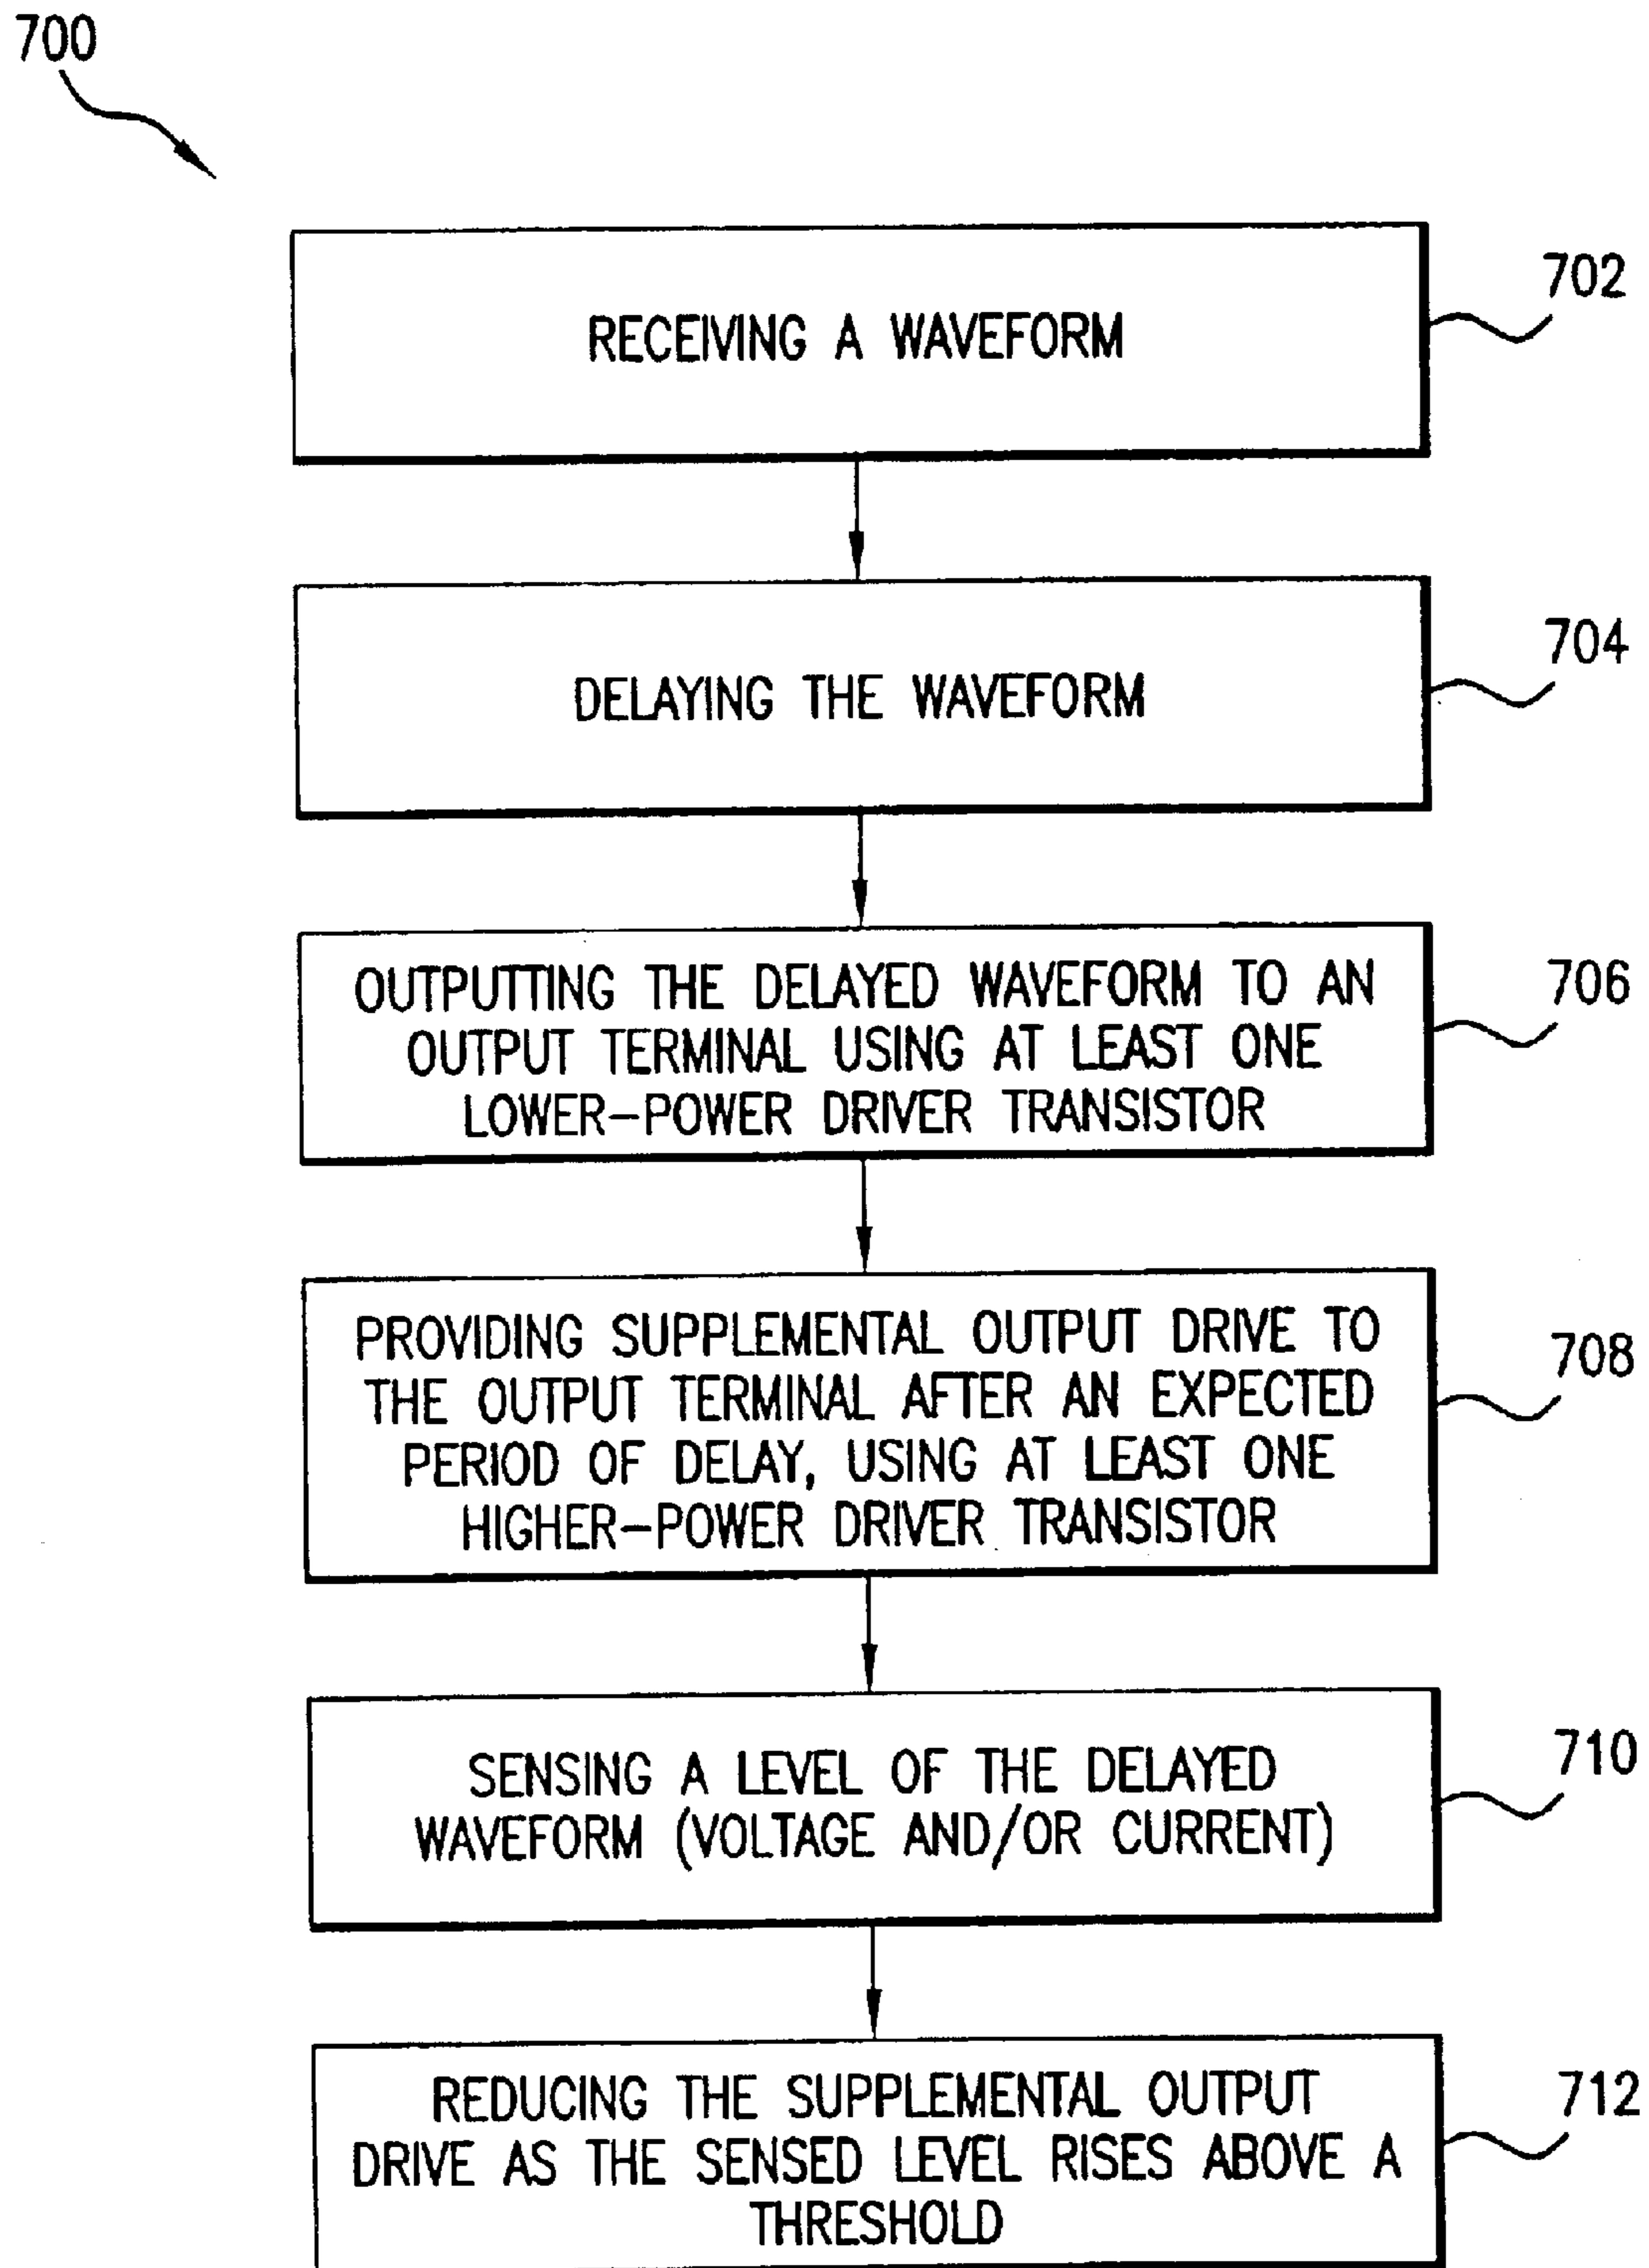 700
RECEIVING A WAVEFORM
702
DELAYING THE WAVEFORM
704
OUTPUTTING THE DELAYED WAVEFORM TO AN
OUTPUT TERMINAL USING AT LEAST ONE
LOWER-POWER DRIVER TRANSISTOR
706
PROVIDING SUPPLEMENTAL OUTPUT DRIVE TO
THE OUTPUT TERMINAL AFTER AN EXPECTED
PERIOD OF DELAY, USING AT LEAST ONE
HIGHER-POWER DRIVER TRANSISTOR
708
SENSING A LEVEL OF THE DELAYED
WAVEFORM (VOLTAGE AND/OR CURRENT)
710
REDUCING THE SUPPLEMENTAL OUTPUT
DRIVE AS THE SENSED LEVEL RISES ABOVE A
THRESHOLD
712